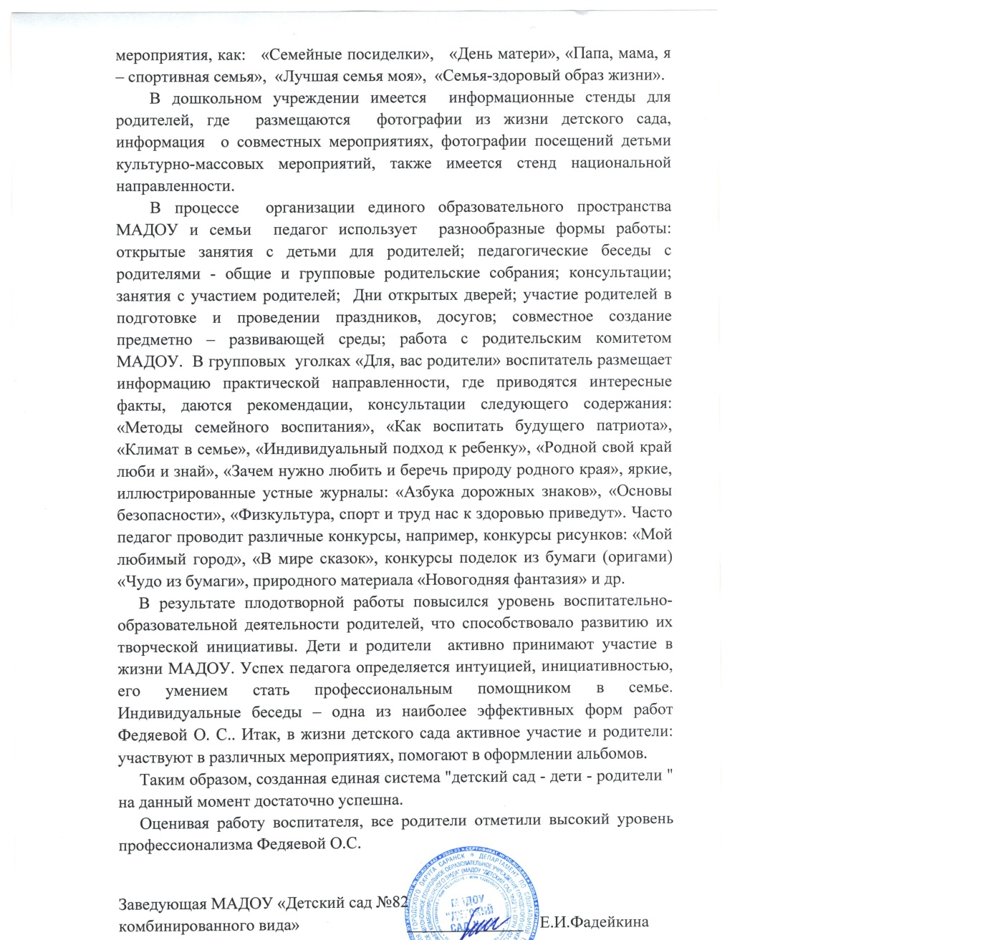 мероприятия, как: «Семейные посиделки», «День матери», «Папа, мама, я
– спортивная семья», «Лучшая семья моя», «Семья-здоровый образ жизни».
В дошкольном учреждении имеется информационные стенды для
родителей, где размещаются фотографии из жизни детского сада,
информация о совместных мероприятиях, фотографии посещений детьми
культурно-массовых мероприятий, также имеется стенд национальной
направленности.
В процессе организации единого образовательного пространства
МАДОУ и семьи педагог использует разнообразные формы работы:
открытые занятия с детьми для родителей; педагогические беседы с
родителями - общие и групповые родительские собрания; консультации;
занятия с участием родителей; Дни открытых дверей; участие родителей в
подготовке и проведении праздников, досугов; совместное создание
предметно – развивающей среды; работа с родительским комитетом
МАДОУ. В групповых уголках «Для, вас родители» воспитатель размещает
информацию практической направленности, где приводятся интересные
факты, даются рекомендации, консультации следующего содержания:
«Методы семейного воспитания», «Как воспитать будущего патриота»,
«Климат в семье», «Индивидуальный подход к ребенку», «Родной свой край
люби и знай», «Зачем нужно любить и беречь природу родного края», яркие,
иллюстрированные устные журналы: «Азбука дорожных знаков», «Основы
безопасности», «Физкультура, спорт и труд нас к здоровью приведут». Часто
педагог проводит различные конкурсы, например, конкурсы рисунков: «Мой
любимый город», «В мире сказок», конкурсы поделок из бумаги (оригами)
«Чудо из бумаги», природного материала «Новогодняя фантазия» и др.
В результате плодотворной работы повысился уровень воспитательно-
образовательной деятельности родителей, что способствовало развитию их
творческой инициативы. Дети и родители активно принимают участие в
жизни МАДОУ. Успех педагога определяется интуицией, инициативностью,
его умением стать профессиональным помощником в семье.
Индивидуальные беседы – одна из наиболее эффективных форм работ
Федяевой О. С.. Итак, в жизни детского сада активное участие и родители:
участвуют в различных мероприятиях, помогают в оформлении альбомов.
Таким образом, созданная единая система "детский сад - дети - родители "
на данный момент достаточно успешна.
Оценивая работу воспитателя, все родители отметили высокий уровень
профессионализма Федяевой О.С.
Заведующая МАДОУ «Детский сад №82
комбинированного вида» Е.И.Фадейкина
ГОРОДСКОГО ОКРУГА САРАНСК * ДЕПАРТАМЕНТ ПО СОЦИАЛЬНОЙ
МАДОУ
"ДЕТСКИЙ
САД